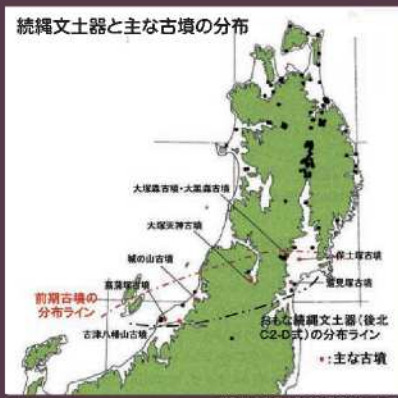 続縄文土器と主な古墳の分布
大塚森古墳・大黒森古墳
大塚天神古墳
城の山古墳
菖蒲塚古墳
保土塚古墳
雷見塚古墳
前期古墳の
分布ライン
古津八幡山古墳
おもな続縄文土器(後北
C2-D式)の分布ライン
:主な古墳